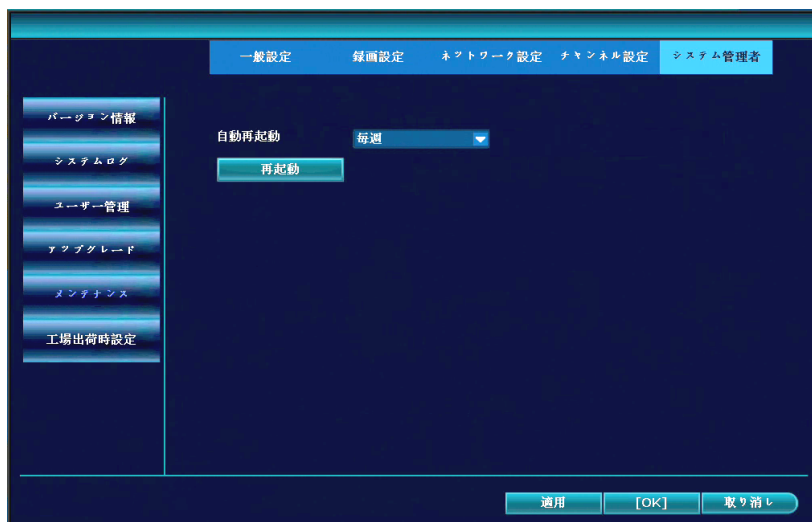 一般設定 録画設定 ネットワーク設定 チャンネル設定 システム管理者
バージョン情報
自動再起動 毎週
システムログ
再起動
ユーザー管理
アップグレード
メンテナンス
工場出荷時設定
適用 [OK] 取り消し